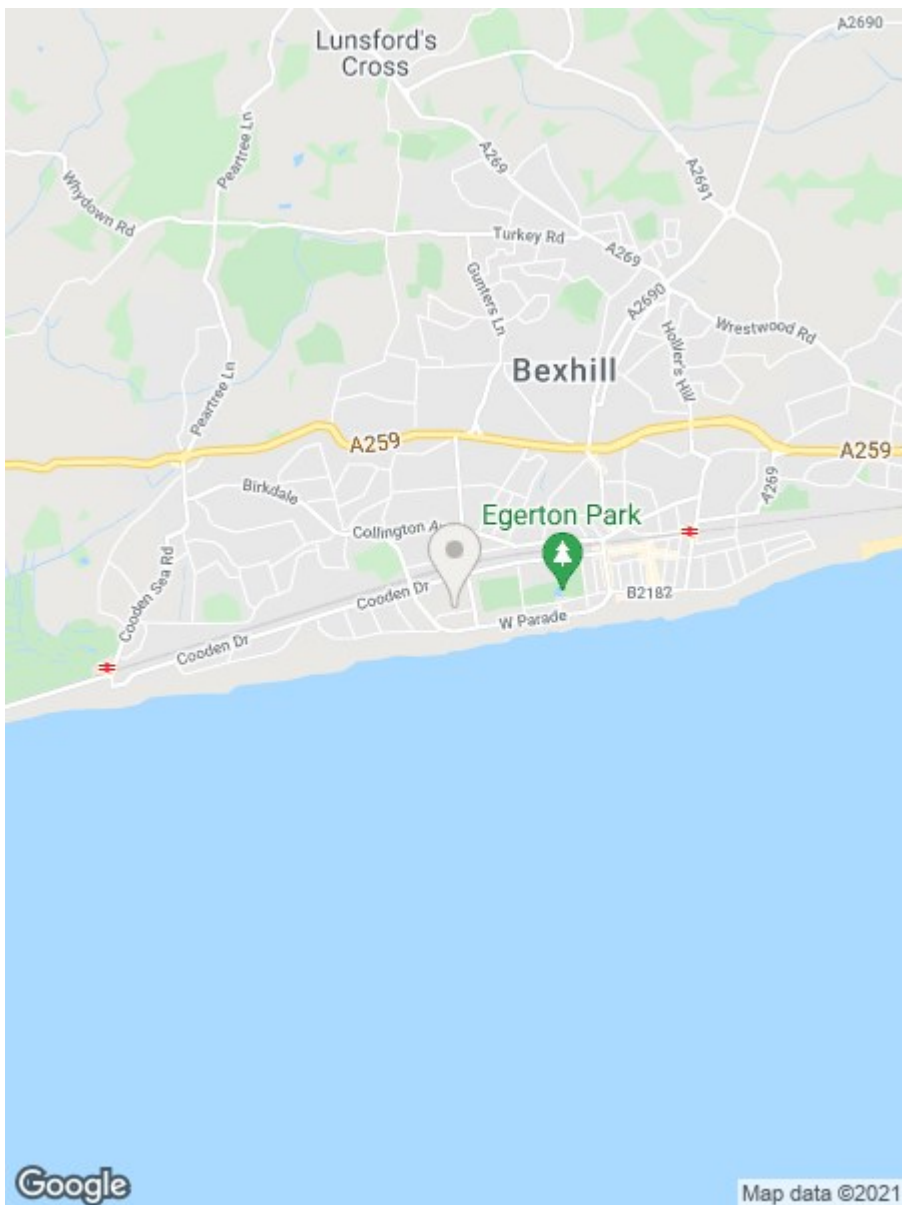 A2690
Lunsford's
Cross
Peartree Ln
A269
A2691
Whydown Rd
Turkey Rd
A269
Gunters Ln
A2690
Wrestwood Rd
Hollier's Hill
Bexhill
Peartree Ln
A259
A259
Birkdale
A269
Egerton Park
Collington A
Cooden Sea Rd
Cooden Dr
B2182
W Parade
Cooden Dr
Google
Map data ©2021